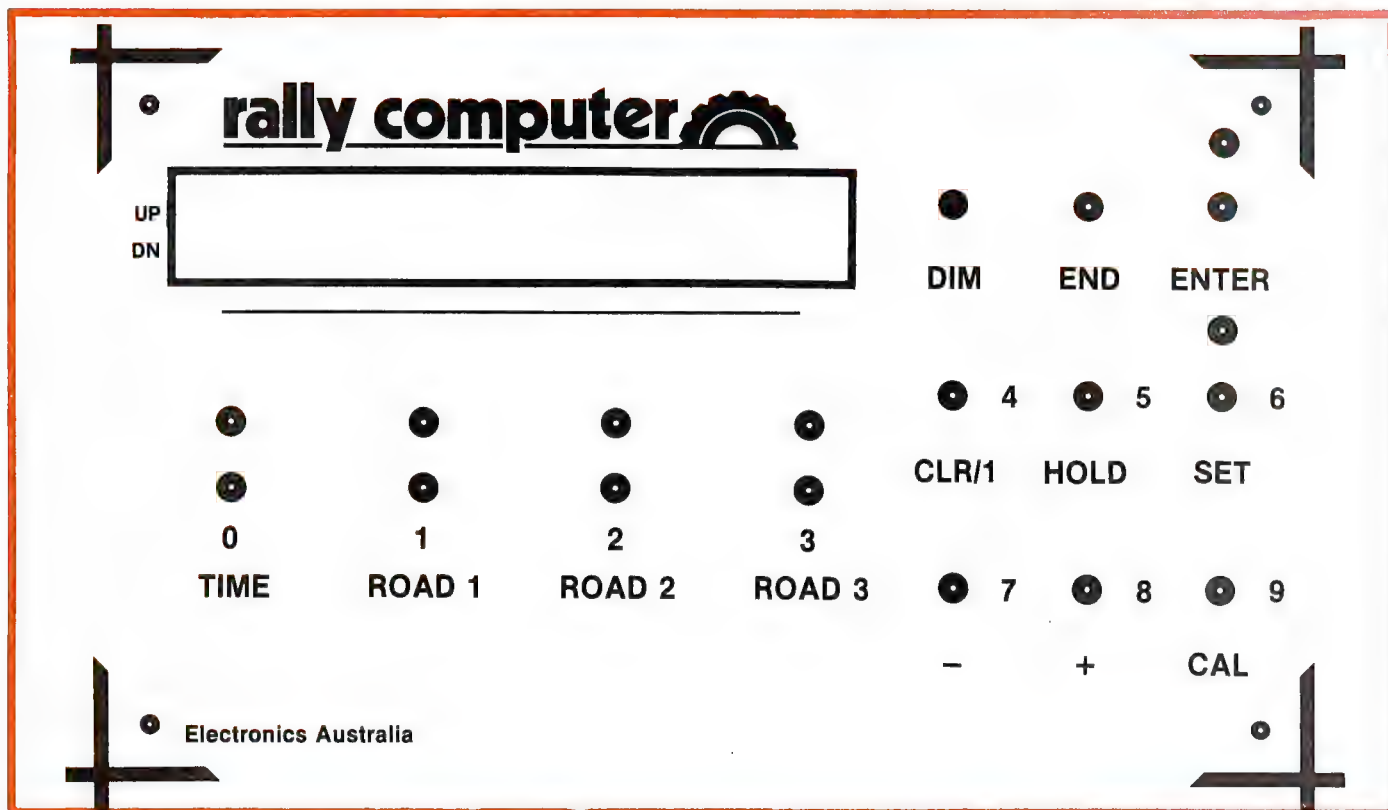 rally computer
UP
DN
DIM END ENTER
4 5 6
CLR/1 HOLD SET
0 1 2 3
TIME ROAD 1 ROAD 2 ROAD 3
7 8 9
− + CAL
Electronics Australia